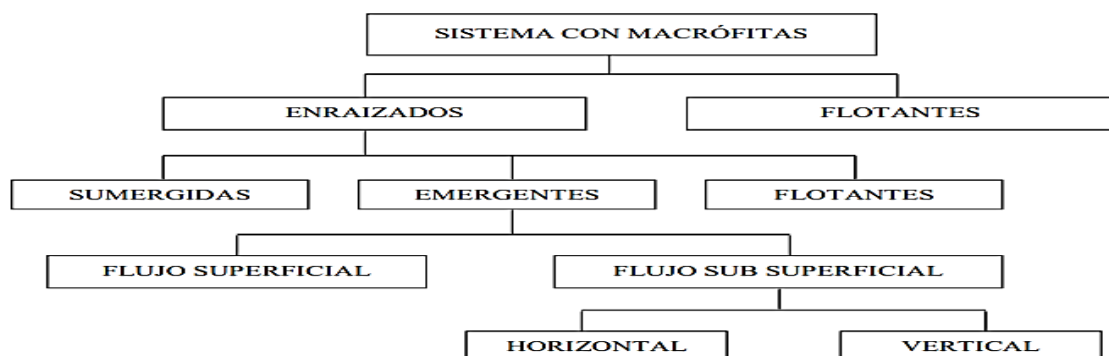 SISTEMA CON MACRÓFITAS
ENRAIZADOS
FLOTANTES
SUMERGIDAS
EMERGENTES
FLOTANTES
FLUJO SUPERFICIAL
FLUJO SUB SUPERFICIAL
HORIZONTAL
VERTICAL